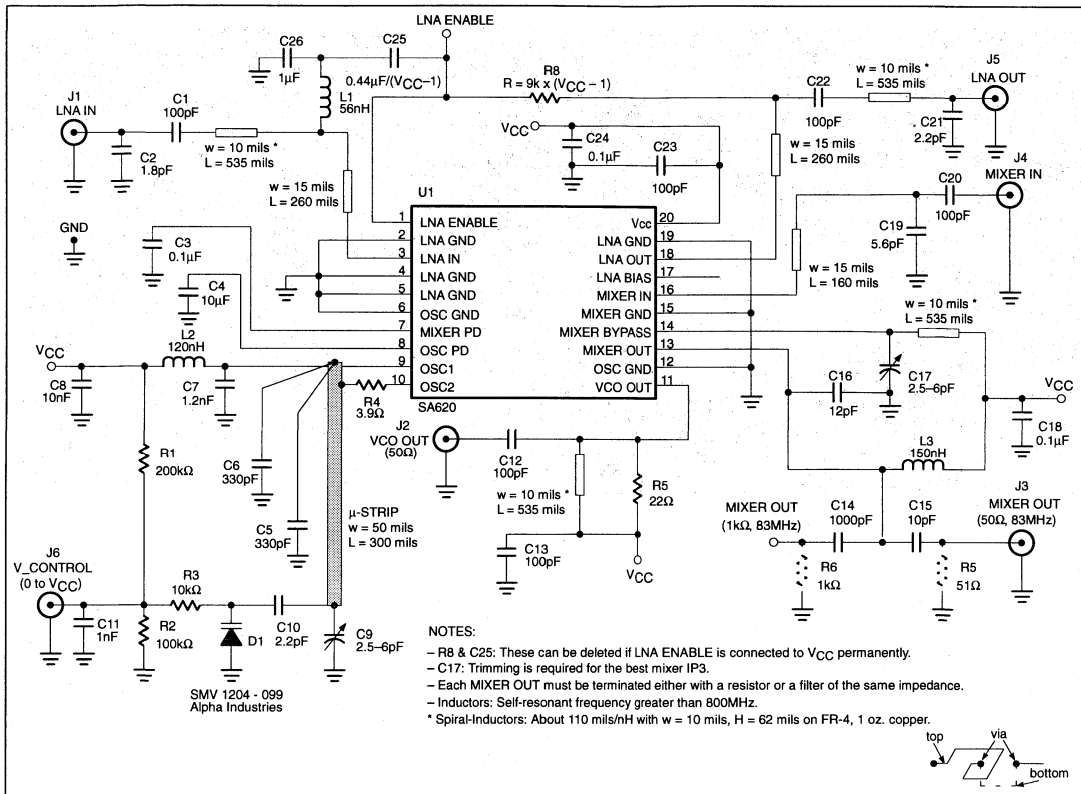 LNA ENABLE
C26
1μF
C25
0.44μF/(VCC–1)
L1
56nH
R8
R = 9k x (VCC – 1)
C22
100pF
w = 10 mils *
L = 535 mils
J5
LNA OUT
C21
2.2pF
J1
LNA IN
C1
100pF
w = 10 mils *
L = 535 mils
C2
1.8pF
VCC
C24
0.1μF
C23
100pF
w = 15 mils
L = 260 mils
J4
MIXER IN
C20
100pF
C19
5.6pF
w = 15 mils
L = 160 mils
w = 15 mils
L = 260 mils
GND
C3
0.1μF
C4
10μF
U1
1 LNA ENABLE
2 LNA GND
3 LNA IN
4 LNA GND
5 LNA GND
6 OSC GND
7 MIXER PD
8 OSC PD
9 OSC1
10 OSC2
Vcc 20
LNA GND 19
LNA OUT 18
LNA BIAS 17
MIXER IN 16
MIXER GND 15
MIXER BYPASS 14
MIXER OUT 13
OSC GND 12
VCO OUT 11
SA620
w = 10 mils *
L = 535 mils
C16
12pF
C17
2.5–6pF
VCC
C18
0.1μF
L3
150nH
VCC
L2
120nH
C8
10nF
C7
1.2nF
R4
3.9Ω
J2
VCO OUT
(50Ω)
C12
100pF
w = 10 mils *
L = 535 mils
R5
22Ω
C13
100pF
VCC
R1
200kΩ
C6
330pF
C5
330pF
μ-STRIP
w = 50 mils
L = 300 mils
MIXER OUT
(1kΩ, 83MHz)
C14
1000pF
C15
10pF
J3
MIXER OUT
(50Ω, 83MHz)
R6
1kΩ
R5
51Ω
J6
V_CONTROL
(0 to VCC)
C11
1nF
R3
10kΩ
R2
100kΩ
D1
C10
2.2pF
C9
2.5–6pF
SMV 1204 - 099
Alpha Industries
NOTES:
– R8 & C25: These can be deleted if LNA ENABLE is connected to VCC permanently.
– C17: Trimming is required for the best mixer IP3.
– Each MIXER OUT must be terminated either with a resistor or a filter of the same impedance.
– Inductors: Self-resonant frequency greater than 800MHz.
* Spiral-Inductors: About 110 mils/nH with w = 10 mils, H = 62 mils on FR-4, 1 oz. copper.
top
via
bottom